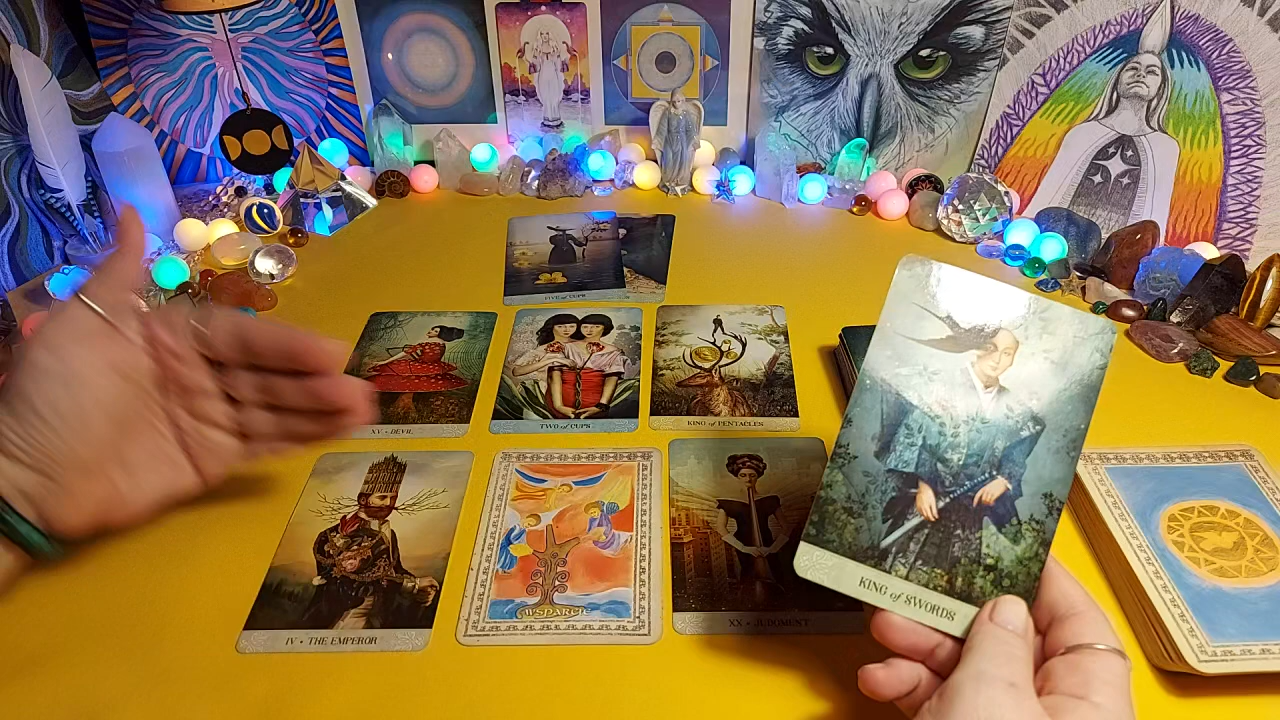 FIVE of CUPS
XV • DEVIL
TWO of CUPS
KING of PENTACLES
IV • THE EMPEROR
WSPARCIE
XX • JUDGMENT
KING of SWORDS